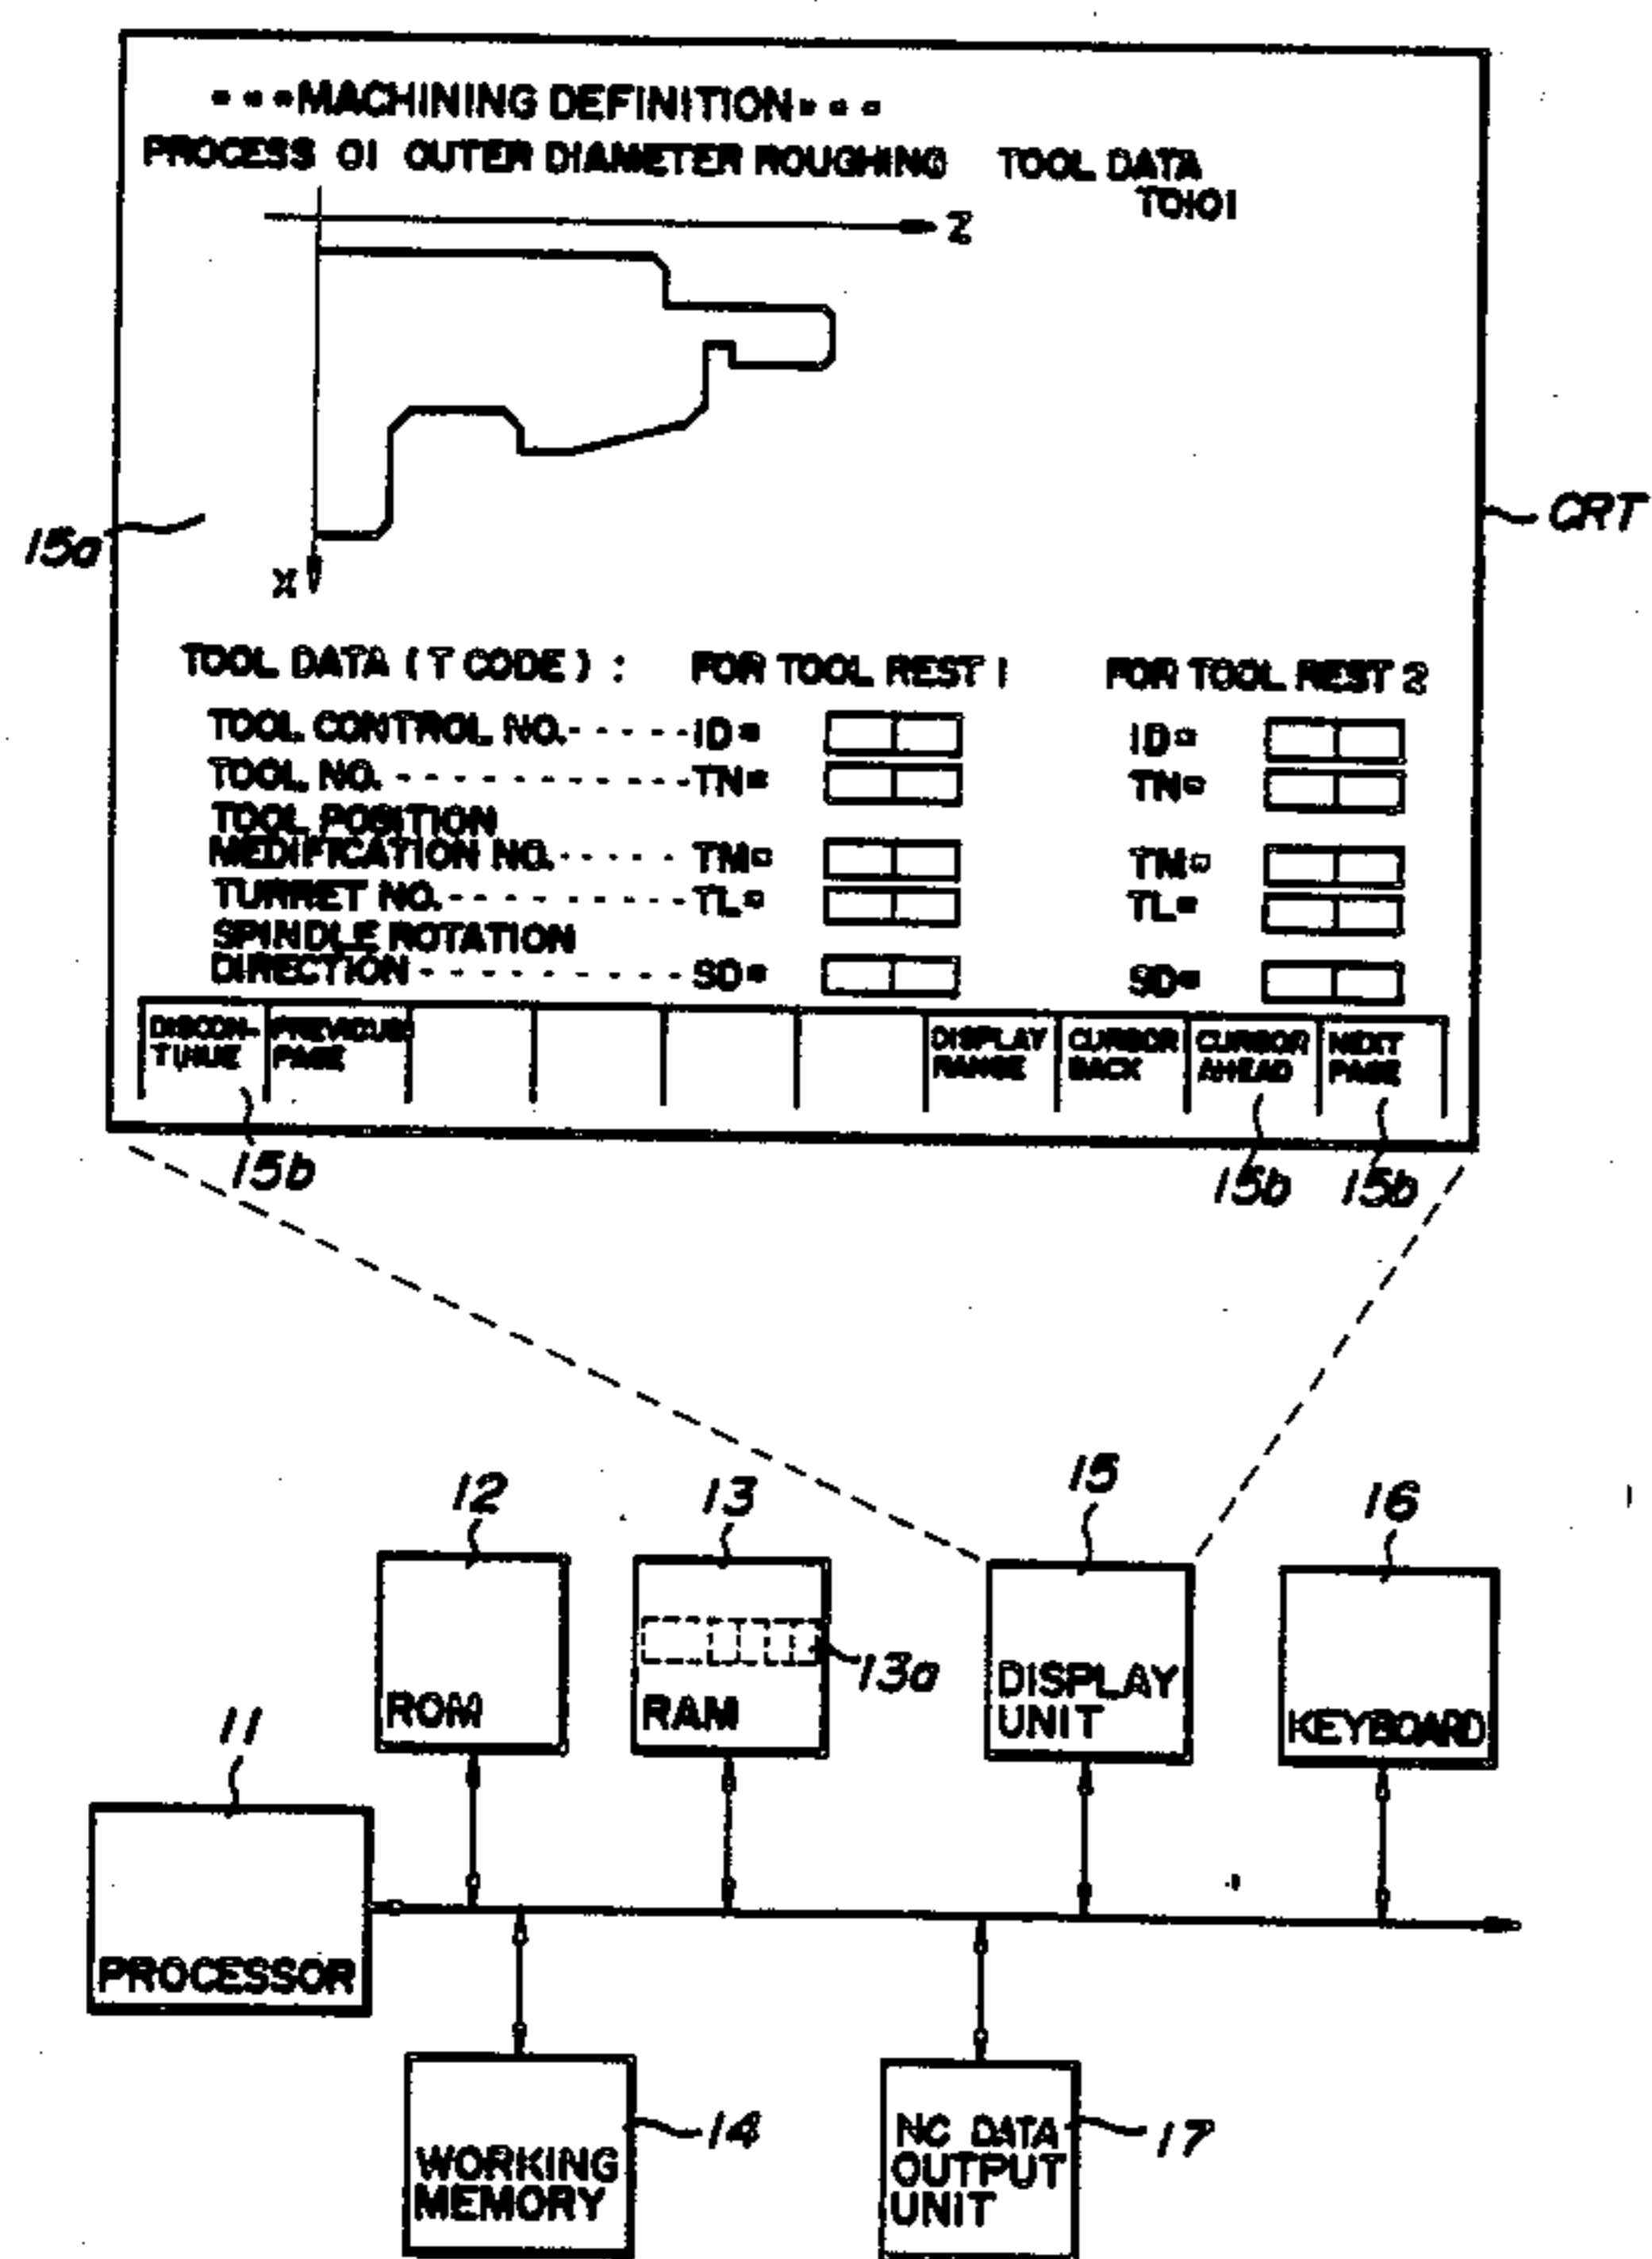 ---MACHINING DEFINITION---
PROCESS 01 OUTER DIAMETER ROUGHING TOOL DATA
T0101
Z
X
15a
CRT
TOOL DATA (T CODE) : FOR TOOL REST 1 FOR TOOL REST 2
TOOL CONTROL NO.-----ID= ID=
TOOL NO.------------TN= TN=
TOOL POSITION
MEDIFICATION NO.-----TM= TM=
TURRET NO.----------TL= TL=
SPINDLE ROTATION
DIRECTION-----------SD= SD=
DISCON-
TINUE
PREVIOUS
PAGE
DISPLAY
RANGE
CURSOR
BACK
CURSOR
AHEAD
NEXT
PAGE
15b
15b
15b
12
13
15
16
13a
ROM
RAM
DISPLAY
UNIT
KEYBOARD
11
PROCESSOR
14
WORKING
MEMORY
17
NC DATA
OUTPUT
UNIT